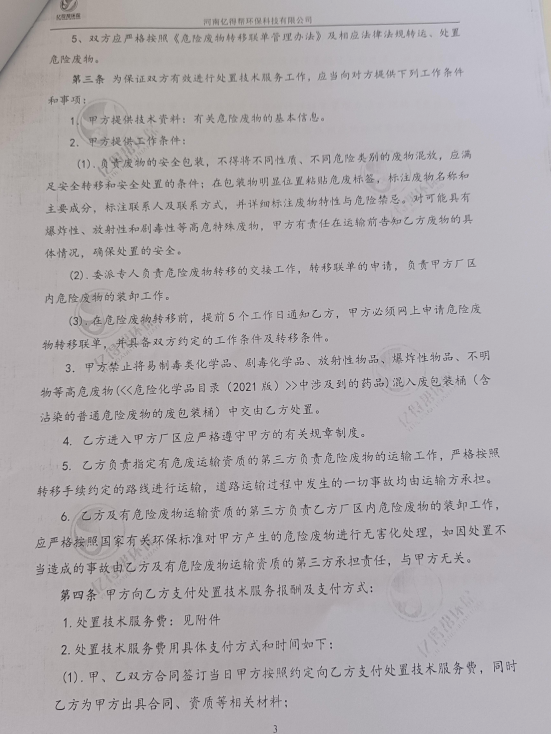 亿得帮环保
河南亿得帮环保科技有限公司
5、双方应严格按照《危险废物转移联单管理办法》及相应法律法规转运、处置
危险废物。
第三条 为保证双方有效进行处置技术服务工作，应当向对方提供下列工作条件
和事项：
1. 甲方提供技术资料：有关危险废物的基本信息。
2. 甲方提供工作条件：
(1). 负责废物的安全包装，不得将不同性质、不同危险类别的废物混放，应满
足安全转移和安全处置的条件；在包装物明显位置粘贴危废标签，标注废物名称和
主要成分，标注联系人及联系方式，并详细标注废物特性与危险禁忌。对可能具有
爆炸性、放射性和剧毒性等高危特殊废物，甲方有责任在运输前告知乙方废物的具
体情况，确保处置的安全。
(2). 委派专人负责危险废物转移的交接工作，转移联单的申请，负责甲方厂区
内危险废物的装卸工作。
(3). 在危险废物转移前，提前 5 个工作日通知乙方，甲方必须网上申请危险废
物转移联单，并具备双方约定的工作条件及转移条件。
3. 甲方禁止将易制毒类化学品、剧毒化学品、放射性物品、爆炸性物品、不明
物等高危废物(<<危险化学品目录（2021 版）>>中涉及到的药品)混入废包装桶（含
沾染的普通危险废物的废包装桶）中交由乙方处置。
4. 乙方进入甲方厂区应严格遵守甲方的有关规章制度。
5. 乙方负责指定有危废运输资质的第三方负责危险废物的运输工作，严格按照
转移手续约定的路线进行运输，道路运输过程中发生的一切事故均由运输方承担。
6. 乙方及有危险废物运输资质的第三方负责乙方厂区内危险废物的装卸工作，
应严格按照国家有关环保标准对甲方产生的危险废物进行无害化处理，如因处置不
当造成的事故由乙方及有危险废物运输资质的第三方承担责任，与甲方无关。
第四条 甲方向乙方支付处置技术服务报酬及支付方式：
1.处置技术服务费：见附件
2.处置技术服务费用具体支付方式和时间如下：
(1). 甲、乙双方合同签订当日甲方按照约定向乙方支付处置技术服务费，同时
乙方为甲方出具合同、资质等相关材料；
3